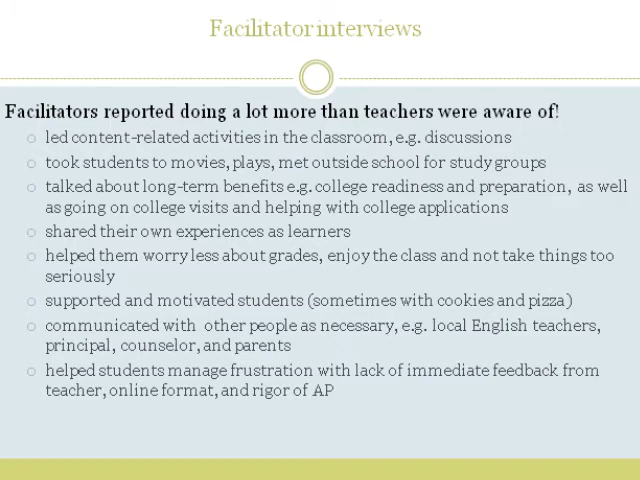 Facilitator interviews
Facilitators reported doing a lot more than teachers were aware of!
led content-related activities in the classroom, e.g. discussions
took students to movies, plays, met outside school for study groups
talked about long-term benefits e.g. college readiness and preparation, as well
as going on college visits and helping with college applications
shared their own experiences as learners
helped them worry less about grades, enjoy the class and not take things too
seriously
supported and motivated students (sometimes with cookies and pizza)
communicated with other people as necessary, e.g. local English teachers,
principal, counselor, and parents
helped students manage frustration with lack of immediate feedback from
teacher, online format, and rigor of AP